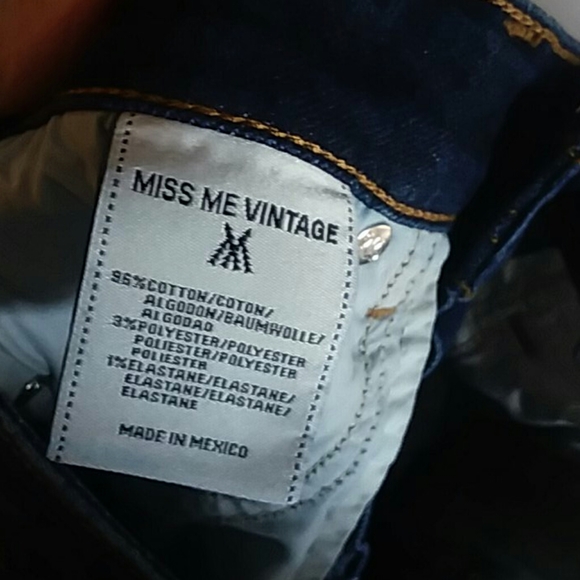 MISS ME VINTAGE
96%COTTON/COTON/
ALGODON/BAUMWOLLE/
ALGODAO
3%POLYESTER/POLYESTER
POLIESTER/POLYESTER
POLIESTER
1%ELASTANE/ELASTANE/
ELASTANE/ELASTANE/
ELASTANE
MADE IN MEXICO